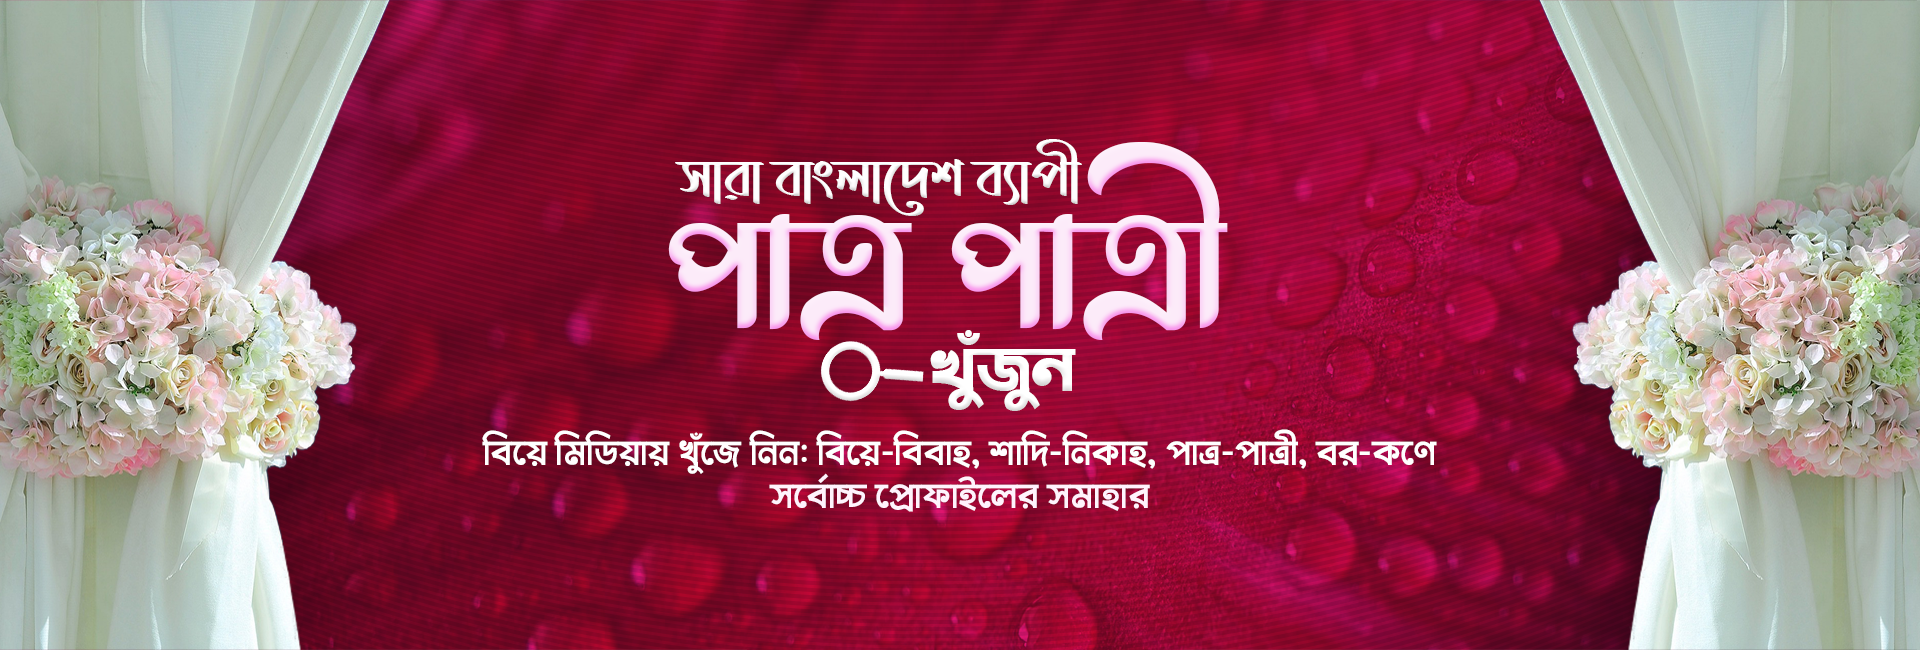 সারা বাংলাদেশ ব্যাপী
পাত্র পাত্রী
খুঁজুন
বিয়ে মিডিয়ায় খুঁজে নিন: বিয়ে-বিবাহ, শাদি-নিকাহ, পাত্র-পাত্রী, বর-কণে
সর্বোচ্চ প্রোফাইলের সমাহার